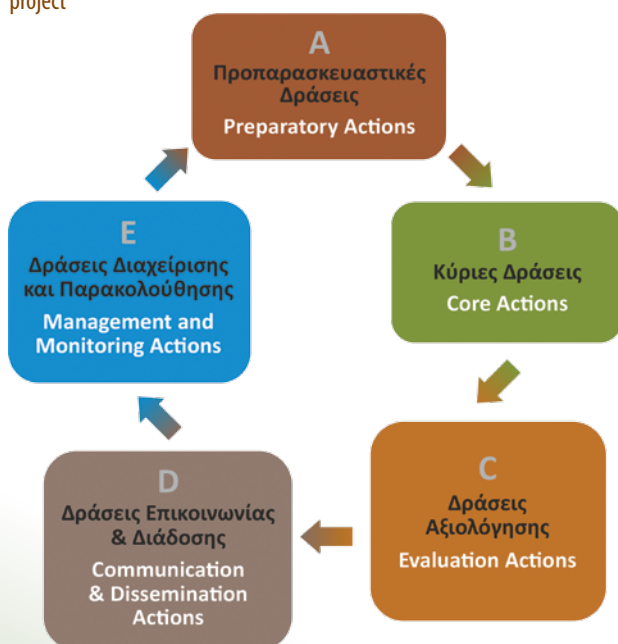 project
A
Προπαρασκευαστικές
Δράσεις
Preparatory Actions
B
Κύριες Δράσεις
Core Actions
C
Δράσεις
Αξιολόγησης
Evaluation Actions
D
Δράσεις Επικοινωνίας
& Διάδοσης
Communication
& Dissemination
Actions
E
Δράσεις Διαχείρισης
και Παρακολούθησης
Management and
Monitoring Actions